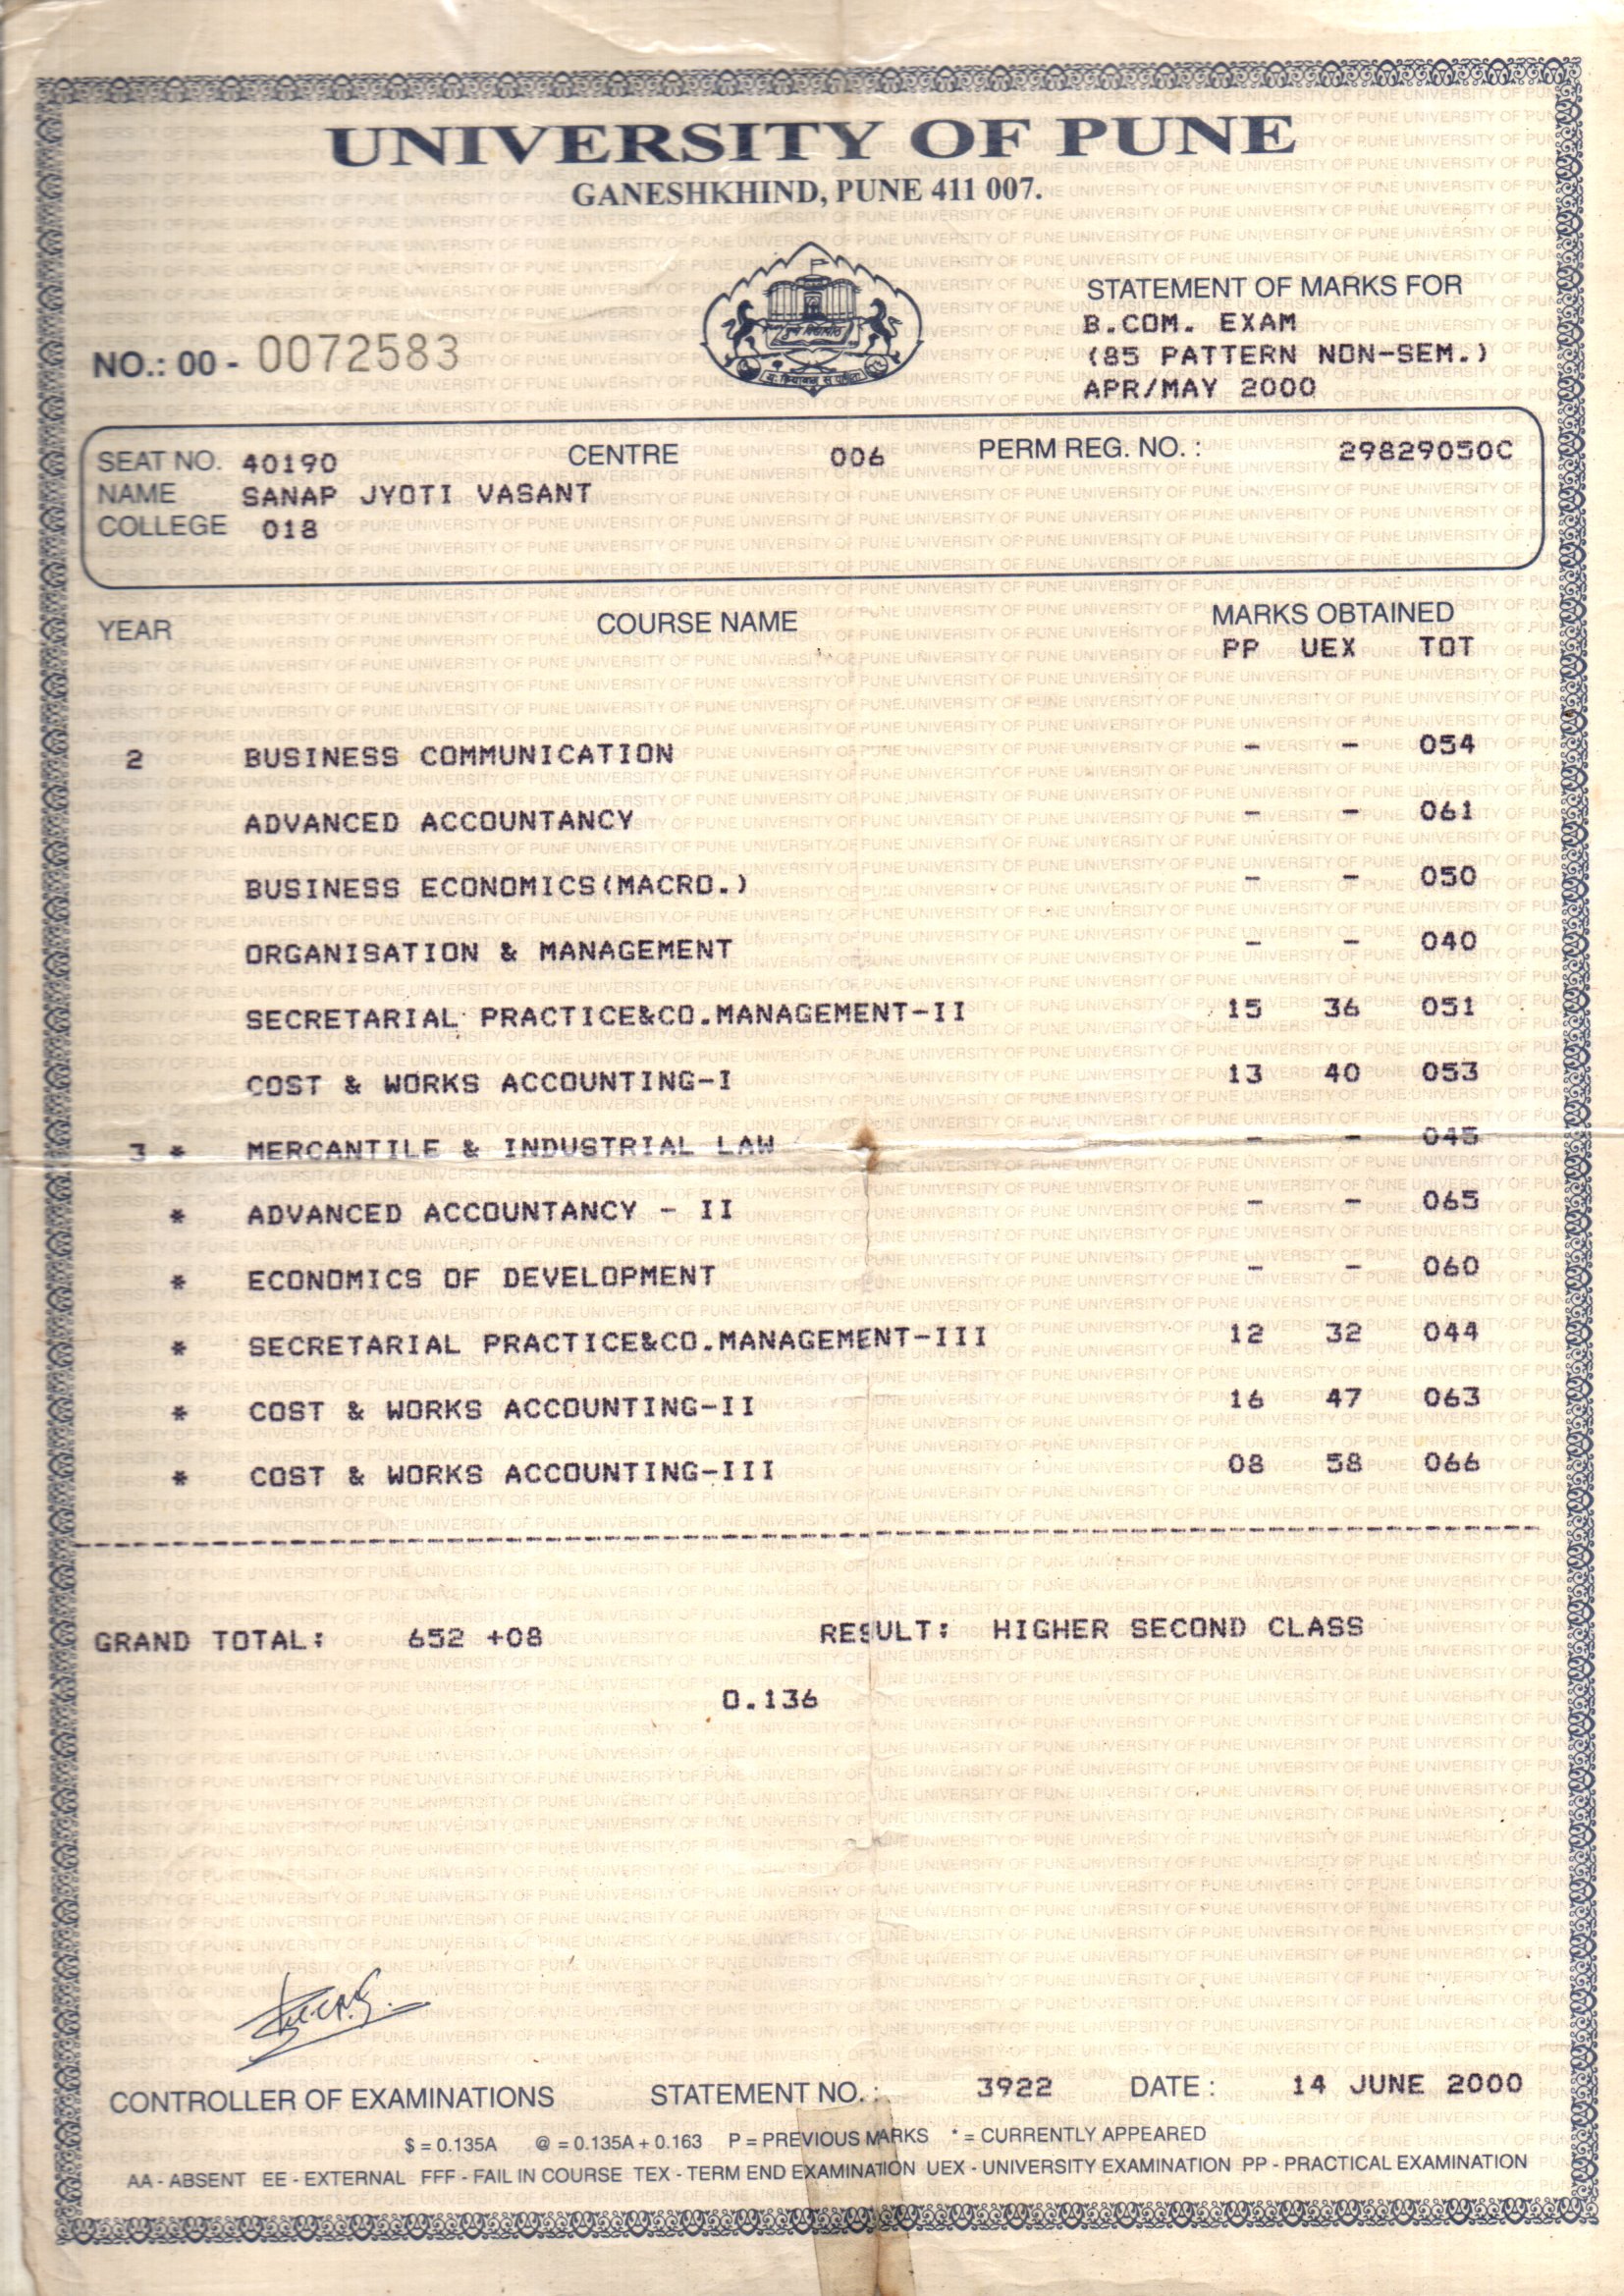 UNIVERSITY OF PUNE
GANESHKHIND, PUNE 411 007.
STATEMENT OF MARKS FOR
B.COM. EXAM
(85 PATTERN NON-SEM.)
APR/MAY 2000
NO.: 00 - 0072583
SEAT NO. 40190 CENTRE 006 PERM REG. NO. : 29829050C
NAME SANAP JYOTI VASANT
COLLEGE 018
YEAR COURSE NAME MARKS OBTAINED
PP UEX TOT
2 BUSINESS COMMUNICATION - - 054
ADVANCED ACCOUNTANCY - - 061
BUSINESS ECONOMICS(MACRO.) - - 050
ORGANISATION & MANAGEMENT - - 040
SECRETARIAL PRACTICE&CO.MANAGEMENT-II 15 36 051
COST & WORKS ACCOUNTING-I 13 40 053
3 * MERCANTILE & INDUSTRIAL LAW - - 045
* ADVANCED ACCOUNTANCY - II - - 065
* ECONOMICS OF DEVELOPMENT - - 060
* SECRETARIAL PRACTICE&CO.MANAGEMENT-III 12 32 044
* COST & WORKS ACCOUNTING-II 16 47 063
* COST & WORKS ACCOUNTING-III 08 58 066
GRAND TOTAL: 652 +08 RESULT: HIGHER SECOND CLASS
0.136
CONTROLLER OF EXAMINATIONS STATEMENT NO. : 3922 DATE : 14 JUNE 2000
$ = 0.135A @ = 0.135A + 0.163 P = PREVIOUS MARKS * = CURRENTLY APPEARED
AA - ABSENT EE - EXTERNAL FFF - FAIL IN COURSE TEX - TERM END EXAMINATION UEX - UNIVERSITY EXAMINATION PP - PRACTICAL EXAMINATION